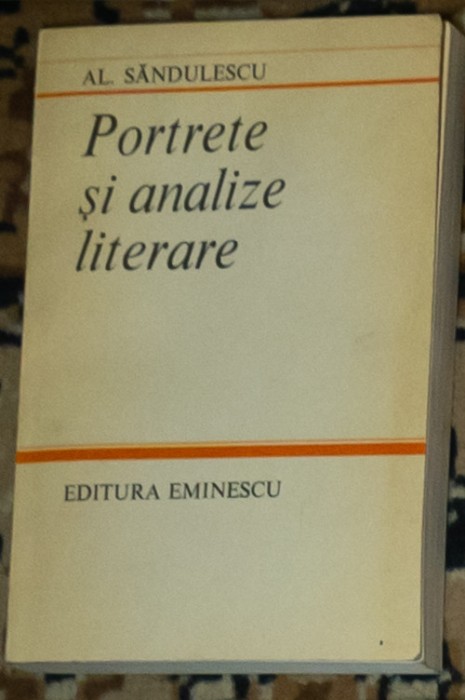 AL. SĂNDULESCU
Portrete
și analize
literare
EDITURA EMINESCU